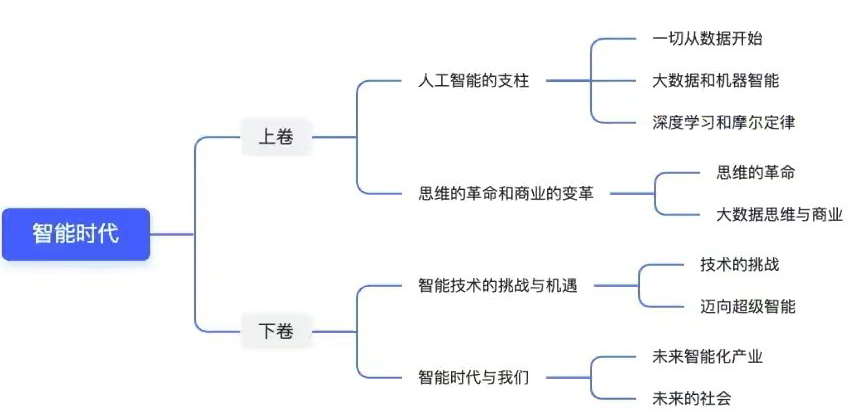 智能时代
上卷
人工智能的支柱
一切从数据开始
大数据和机器智能
深度学习和摩尔定律
思维的革命和商业的变革
思维的革命
大数据思维与商业
下卷
智能技术的挑战与机遇
技术的挑战
迈向超级智能
智能时代与我们
未来智能化产业
未来的社会